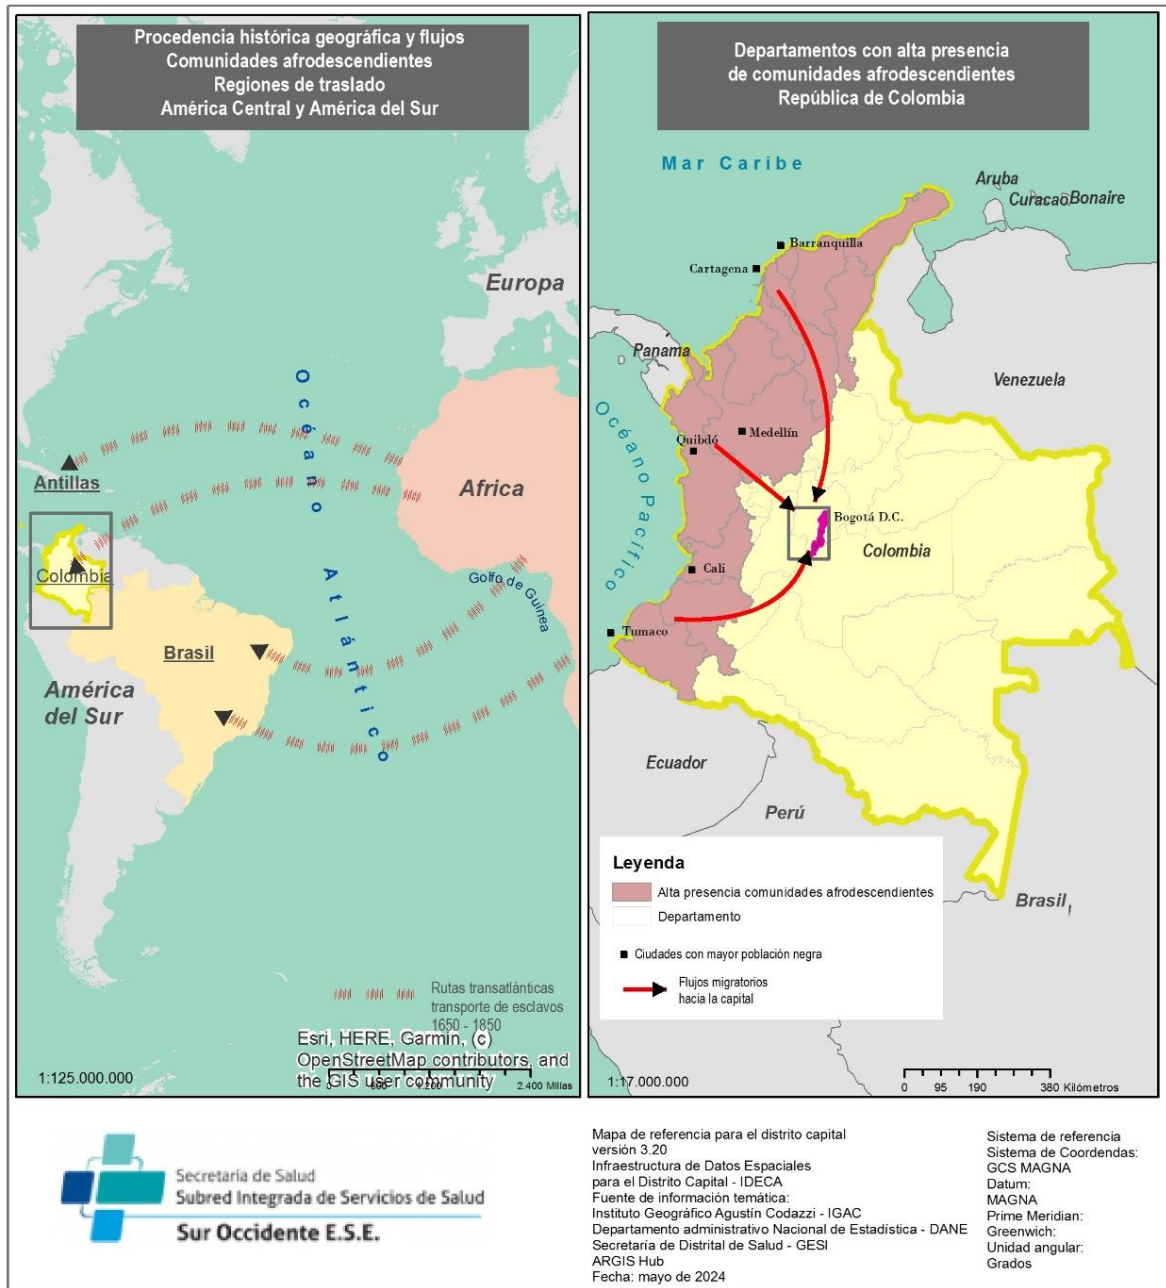 Procedencia histórica geográfica y flujos
Comunidades afrodescendientes
Regiones de traslado
América Central y América del Sur
Europa
Océano Atlántico
Antillas
Africa
Colombia
Golfo de Guinea
Brasil
América
del Sur
Rutas transatlánticas
transporte de esclavos
1650 - 1850
Esri, HERE, Garmin, (c)
OpenStreetMap contributors, and
the GIS user community
1:125.000.000
0 600 1.200 2.400 Millas
Departamentos con alta presencia
de comunidades afrodescendientes
República de Colombia
Mar Caribe
Aruba
Curacao
Bonaire
Barranquilla
Cartagena
Panama
Venezuela
Océano Pacífico
Medellín
Quibdó
Bogotá D.C.
Colombia
Cali
Tumaco
Ecuador
Perú
Brasil
Leyenda
Alta presencia comunidades afrodescendientes
Departamento
Ciudades con mayor población negra
Flujos migratorios
hacia la capital
1:17.000.000
0 95 190 380 Kilómetros
Secretaría de Salud
Subred Integrada de Servicios de Salud
Sur Occidente E.S.E.
Mapa de referencia para el distrito capital
versión 3.20
Infraestructura de Datos Espaciales
para el Distrito Capital - IDECA
Fuente de información temática:
Instituto Geográfico Agustín Codazzi - IGAC
Departamento administrativo Nacional de Estadística - DANE
Secretaría de Distrital de Salud - GESI
ARGIS Hub
Fecha: mayo de 2024
Sistema de referencia
Sistema de Coordendas:
GCS MAGNA
Datum:
MAGNA
Prime Meridian:
Greenwich:
Unidad angular:
Grados